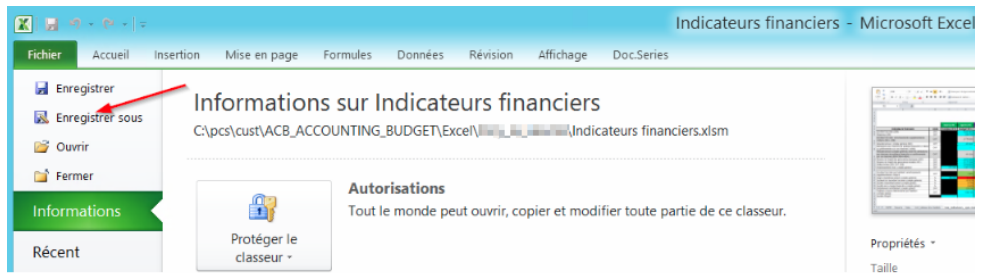 Indicateurs financiers - Microsoft Excel
Fichier Accueil Insertion Mise en page Formules Données Révision Affichage Doc.Series
Enregistrer
Enregistrer sous
Ouvrir
Fermer
Informations
Récent
Informations sur Indicateurs financiers
C:\pcs\cust\ACB_ACCOUNTING_BUDGET\Excel\ \Indicateurs financiers.xlsm
Protéger le
classeur
Autorisations
Tout le monde peut ouvrir, copier et modifier toute partie de ce classeur.
Propriétés
Taille